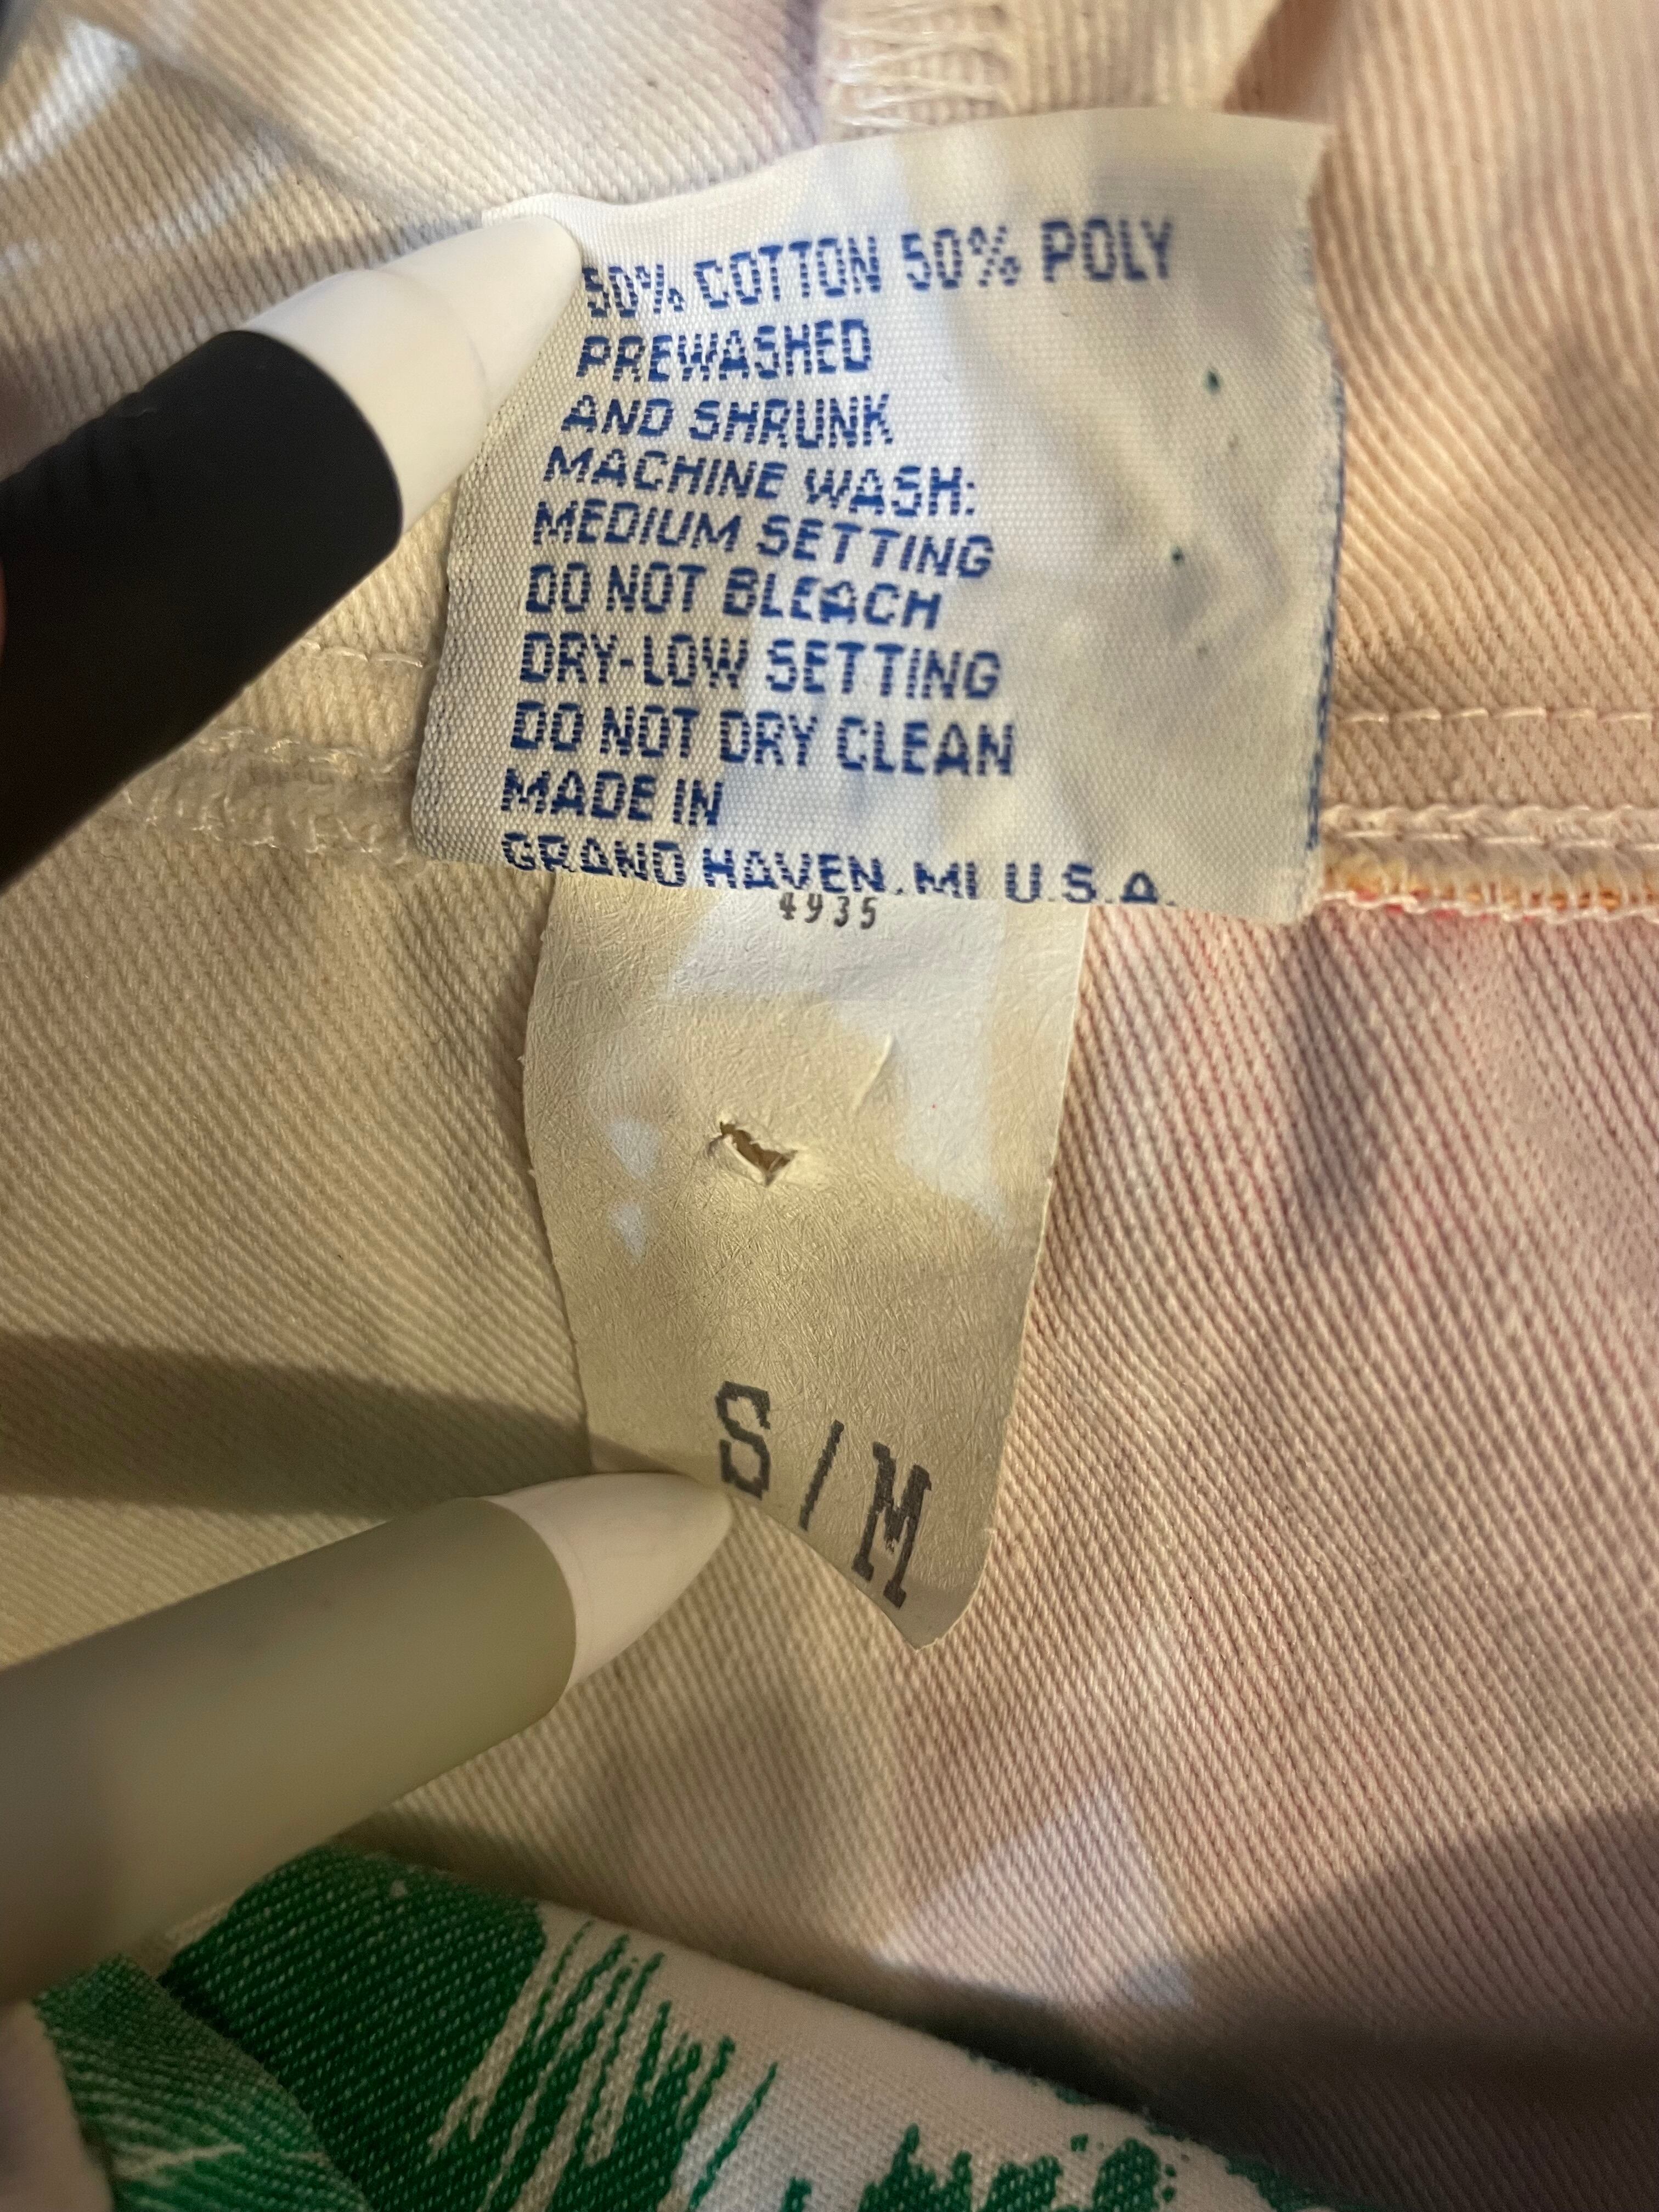 50% COTTON 50% POLY
PREWASHED
AND SHRUNK
MACHINE WASH:
MEDIUM SETTING
DO NOT BLEACH
DRY-LOW SETTING
DO NOT DRY CLEAN
MADE IN
GRAND HAVEN, MI U.S.A.
4935
S/M